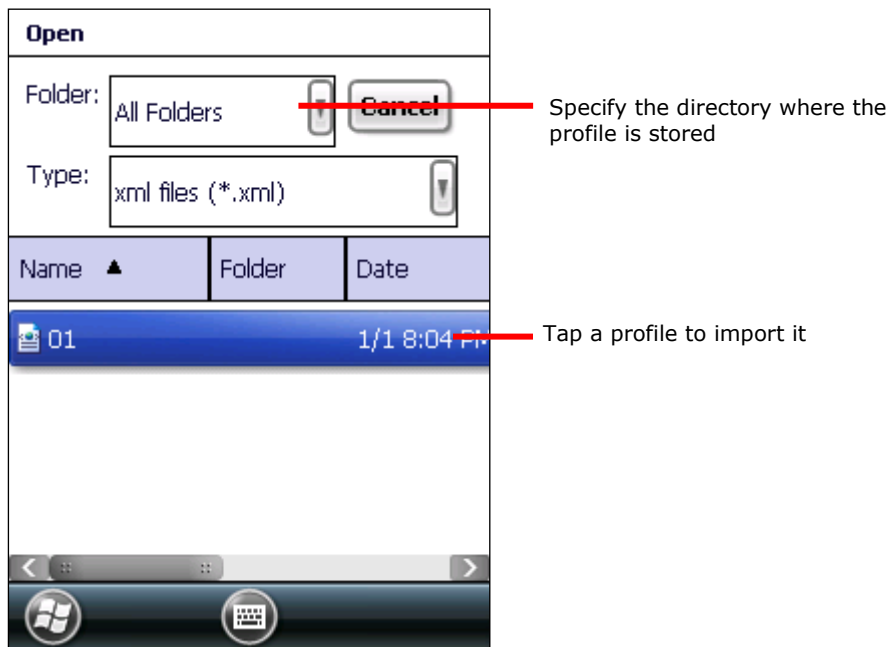 Open
Folder:
All Folders
Cancel
Specify the directory where the
profile is stored
Type:
xml files (*.xml)
Name
Folder
Date
01
1/1 8:04 PM
Tap a profile to import it